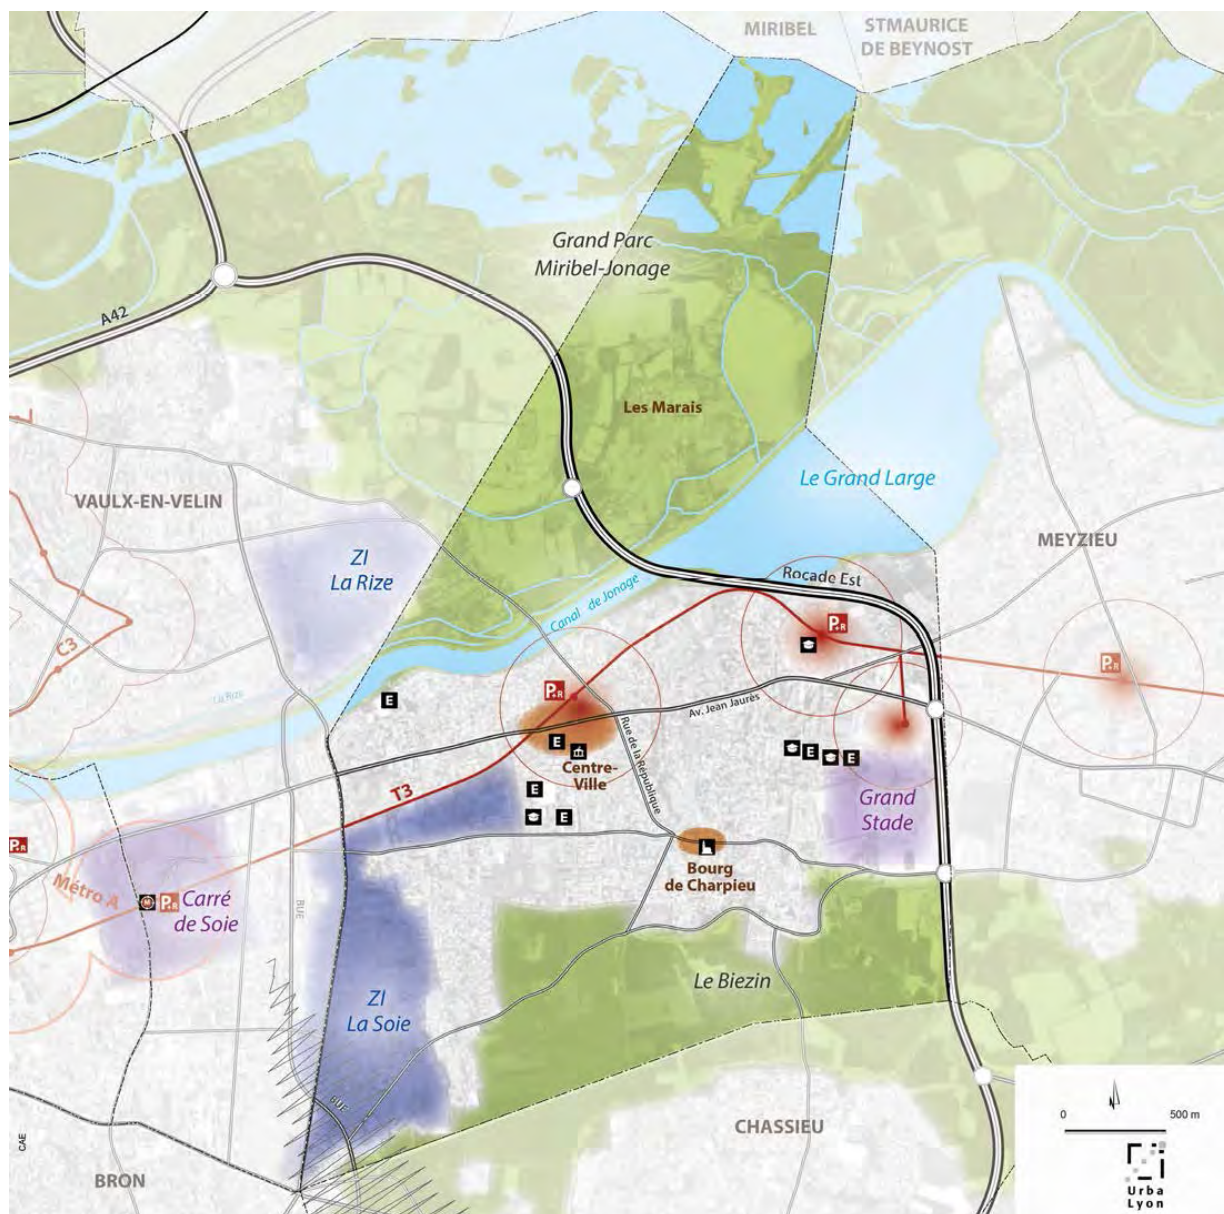 MIRIBEL
STMAURICE
DE BEYNOST
Grand Parc
Miribel-Jonage
A42
Les Marais
VAULX-EN-VELIN
Le Grand Large
MEYZIEU
ZI
La Rize
Rocade Est
Canal de Jonage
C3
P+R
P+R
La Rize
P+R
E
Av. Jean Jaurès
Rue de la République
E
Centre-
Ville
E
E
T3
E
E
Grand
Stade
P+R
Bourg
de Charpieu
Métro A
M
P+R
Carré
de Soie
BUE
Le Biezin
ZI
La Soie
BUE
0
500 m
CHASSIEU
CAE
BRON
Urba
Lyon